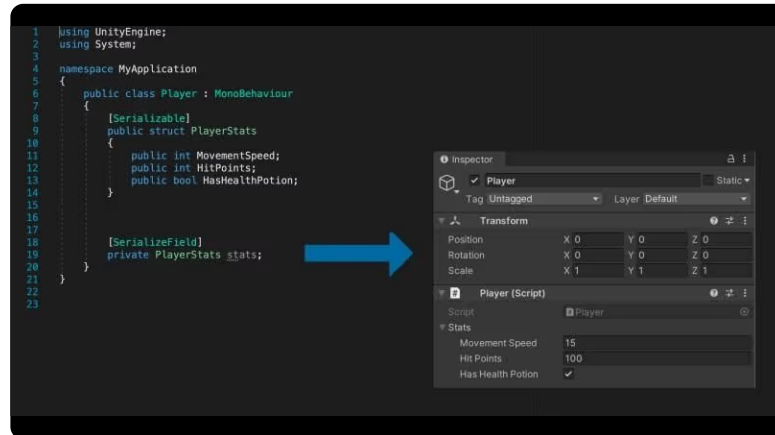 1 using UnityEngine;
2 using System;
3
4 namespace MyApplication
5 {
6 public class Player : MonoBehaviour
7 {
8 [Serializable]
9 public struct PlayerStats
10 {
11 public int MovementSpeed;
12 public int HitPoints;
13 public bool HasHealthPotion;
14 }
15
16
17
18 [SerializeField]
19 private PlayerStats stats;
20 }
21 }
22
23
Inspector
Player Static
Tag Untagged Layer Default
Transform
Position X 0 Y 0 Z 0
Rotation X 0 Y 0 Z 0
Scale X 1 Y 1 Z 1
# Player (Script)
Script Player
Stats
Movement Speed 15
Hit Points 100
Has Health Potion